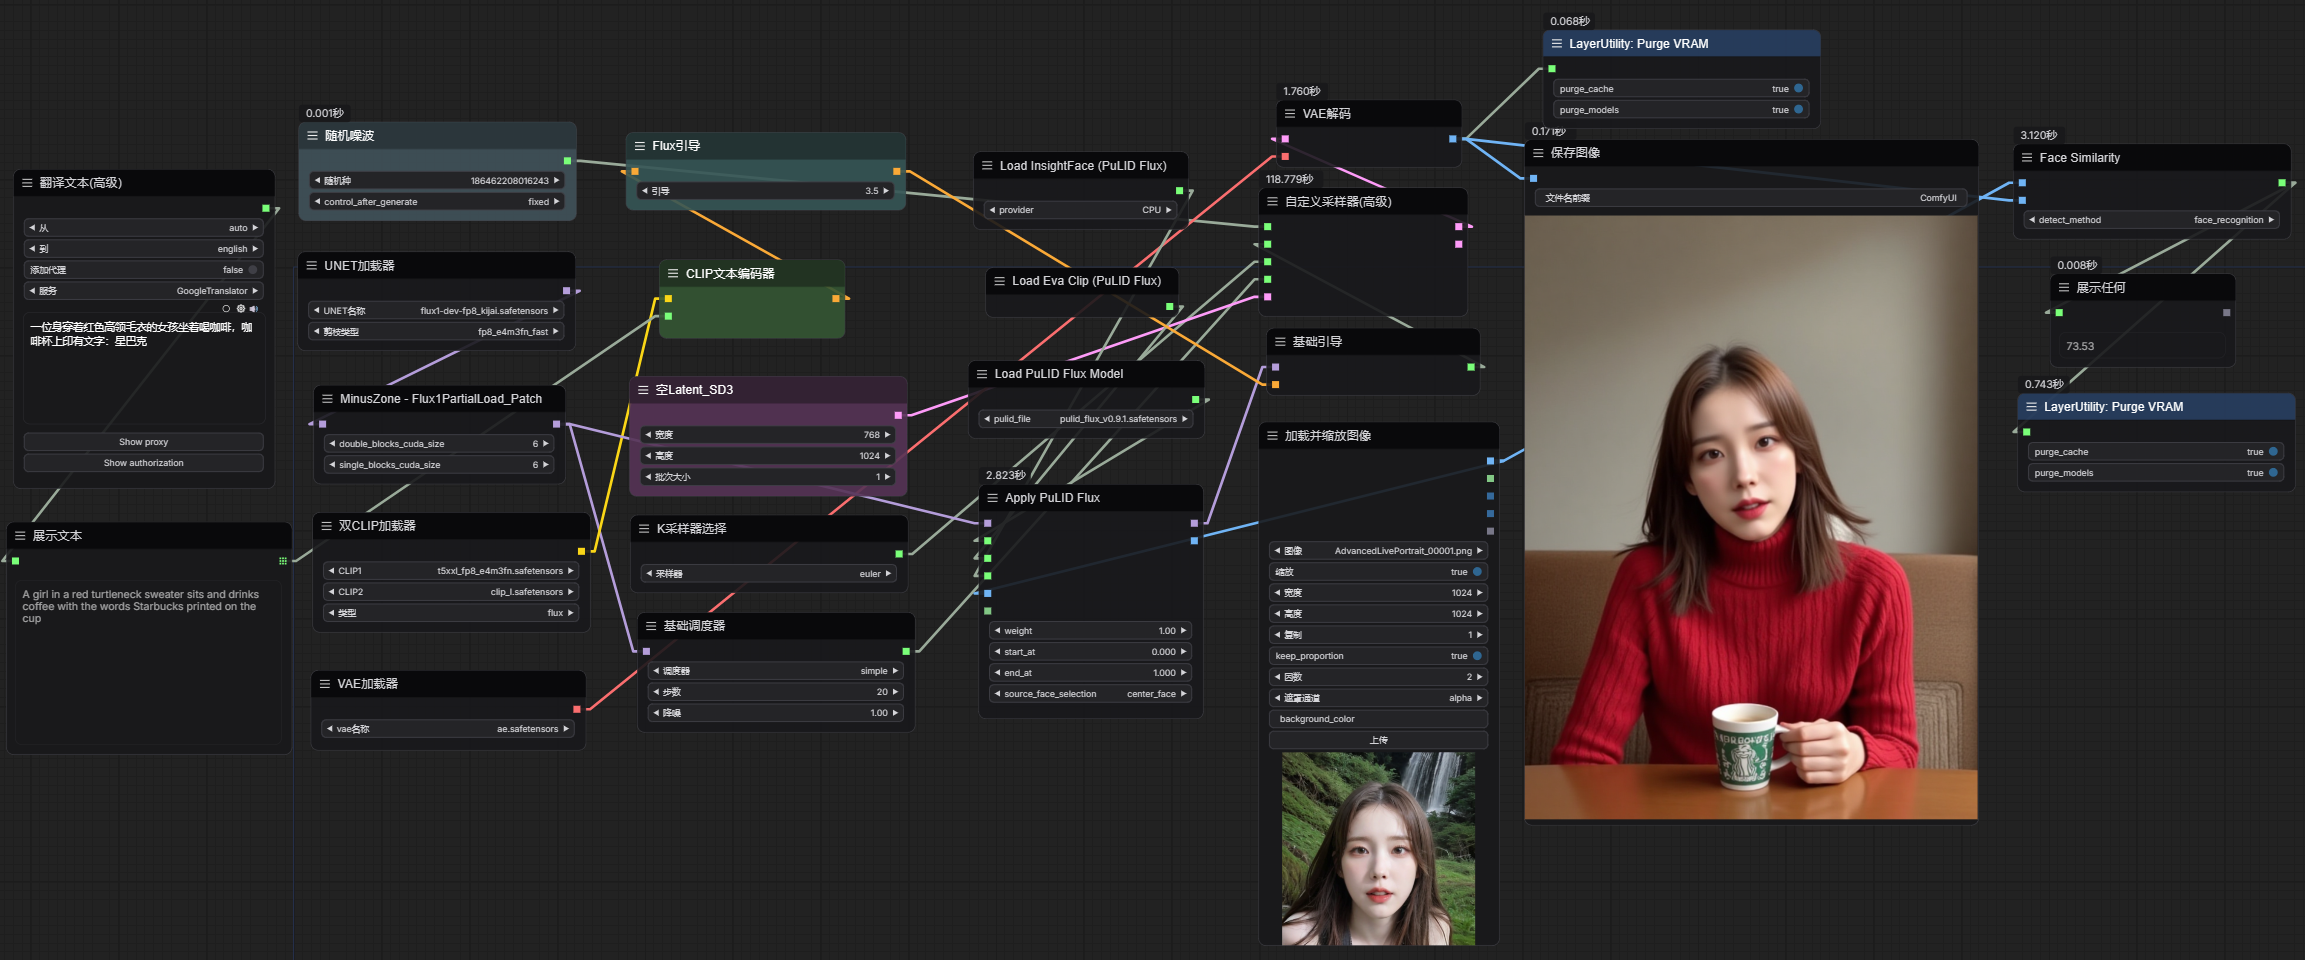 翻译文本(高级)
从 auto
到 english
添加代理 false
服务 GoogleTranslator
一位身穿着红色高领毛衣的女孩坐着喝咖啡，咖
啡杯上印有文字：星巴克
Show proxy
Show authorization
展示文本
A girl in a red turtleneck sweater sits and drinks
coffee with the words Starbucks printed on the
cup
0.001秒
随机噪波
随机种 186462208016243
control_after_generate fixed
UNET加载器
UNET名称 flux1-dev-fp8_kijai.safetensors
剪枝类型 fp8_e4m3fn_fast
MinusZone - Flux1PartialLoad_Patch
double_blocks_cuda_size 6
single_blocks_cuda_size 6
双CLIP加载器
CLIP1 t5xxl_fp8_e4m3fn.safetensors
CLIP2 clip_l.safetensors
类型 flux
VAE加载器
vae名称 ae.safetensors
Flux引导
引导 3.5
CLIP文本编码器
空Latent_SD3
宽度 768
高度 1024
批次大小 1
K采样器选择
采样器 euler
基础调度器
调度器 simple
步数 20
降噪 1.00
Load InsightFace (PuLID Flux)
provider CPU
Load Eva Clip (PuLID Flux)
Load PuLID Flux Model
pulid_file pulid_flux_v0.9.1.safetensors
2.823秒
Apply PuLID Flux
weight 1.00
start_at 0.000
end_at 1.000
source_face_selection center_face
1.760秒
VAE解码
118.779秒
自定义采样器(高级)
基础引导
加载并缩放图像
图像 AdvancedLivePortrait_00001.png
缩放 true
宽度 1024
高度 1024
复制 1
keep_proportion true
因数 2
遮罩通道 alpha
background_color
上传
0.068秒
LayerUtility: Purge VRAM
purge_cache true
purge_models true
0.171秒
保存图像
文件名前缀 ComfyUI
3.120秒
Face Similarity
detect_method face_recognition
0.008秒
展示任何
73.53
0.743秒
LayerUtility: Purge VRAM
purge_cache true
purge_models true